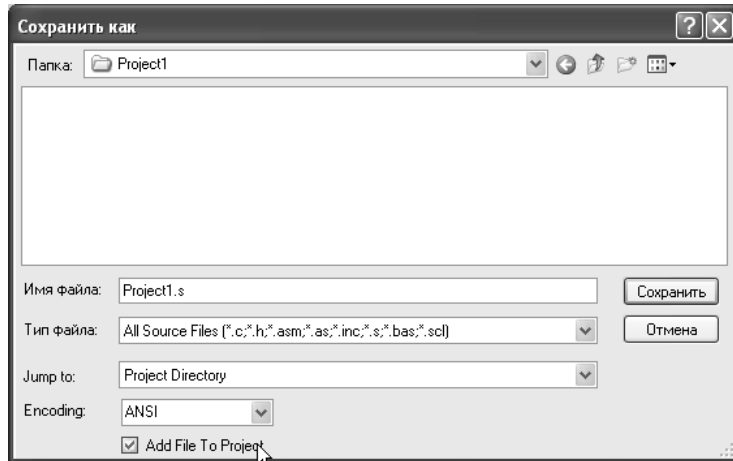 Сохранить как
Папка: Project1
Имя файла: Project1.s Сохранить
Тип файла: All Source Files (*.c;*.h;*.asm;*.as;*.inc;*.s;*.bas;*.scl) Отмена
Jump to: Project Directory
Encoding: ANSI
Add File To Project